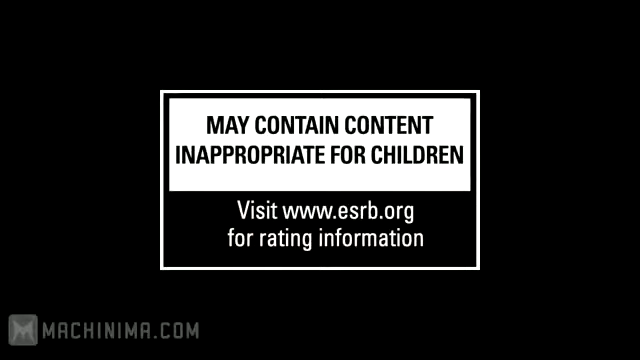 MAY CONTAIN CONTENT
INAPPROPRIATE FOR CHILDREN
Visit www.esrb.org
for rating information
MACHINIMA.COM